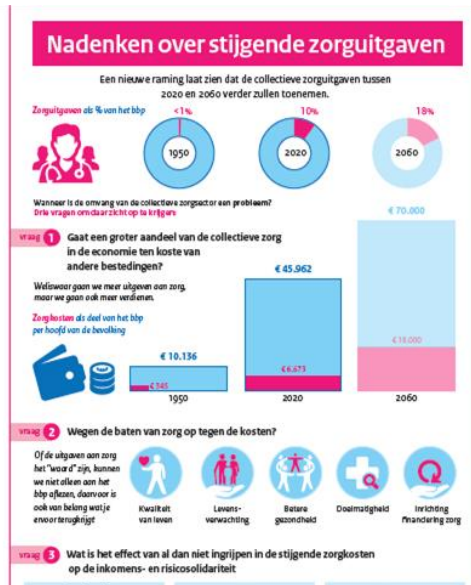 Nadenken over stijgende zorguitgaven
Een nieuwe raming laat zien dat de collectieve zorguitgaven tussen
2020 en 2060 verder zullen toenemen.
Zorguitgaven als % van het bbp
<1%
10%
18%
1950
2020
2060
Wanneer is de omvang van de collectieve zorgsector een probleem?
Drie vragen om daar zicht op te krijgen:
vraag 1 Gaat een groter aandeel van de collectieve zorg
in de economie ten koste van
andere bestedingen?
Weliswaar gaan we meer uitgeven aan zorg,
maar we gaan ook meer verdienen.
Zorgkosten als deel van het bbp
per hoofd van de bevolking
€ 10.136
€ 345
1950
€ 45.962
€ 6.673
2020
€ 70.000
2060
vraag 2 Wegen de baten van zorg op tegen de kosten?
Of de uitgaven aan zorg
het "waard" zijn, kunnen
we niet alleen aan het
bbp aflezen, daarvoor is
ook van belang wat je
ervoor terugkrijgt
Kwaliteit
van leven
Levens-
verwachting
Betere
gezondheid
Doelmatigheid
Inrichting
financiering zorg
vraag 3 Wat is het effect van al dan niet ingrijpen in de stijgende zorgkosten
op de inkomens- en risicosolidariteit